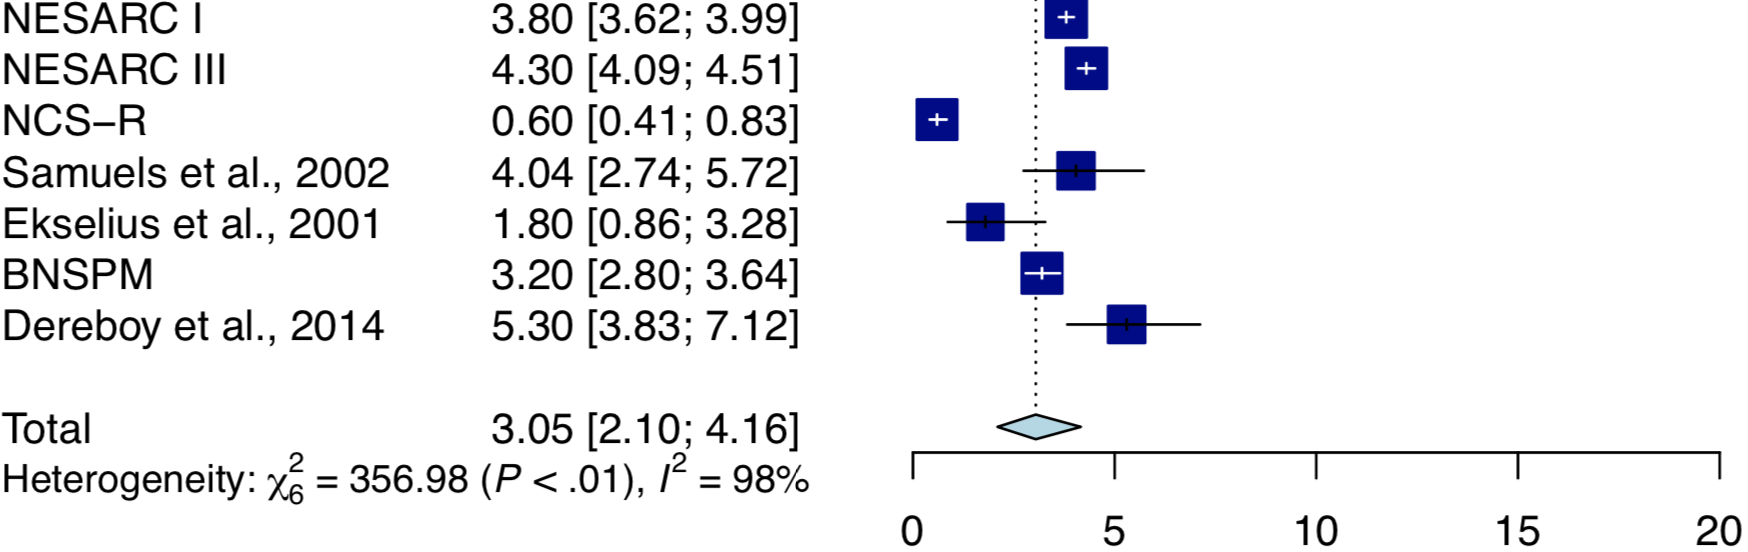 NESARC I 3.80 [3.62; 3.99]
NESARC III 4.30 [4.09; 4.51]
NCS−R 0.60 [0.41; 0.83]
Samuels et al., 2002 4.04 [2.74; 5.72]
Ekselius et al., 2001 1.80 [0.86; 3.28]
BNSPM 3.20 [2.80; 3.64]
Dereboy et al., 2014 5.30 [3.83; 7.12]
Total 3.05 [2.10; 4.16]
Heterogeneity: χ²₆ = 356.98 (P < .01), I² = 98%
0 5 10 15 20